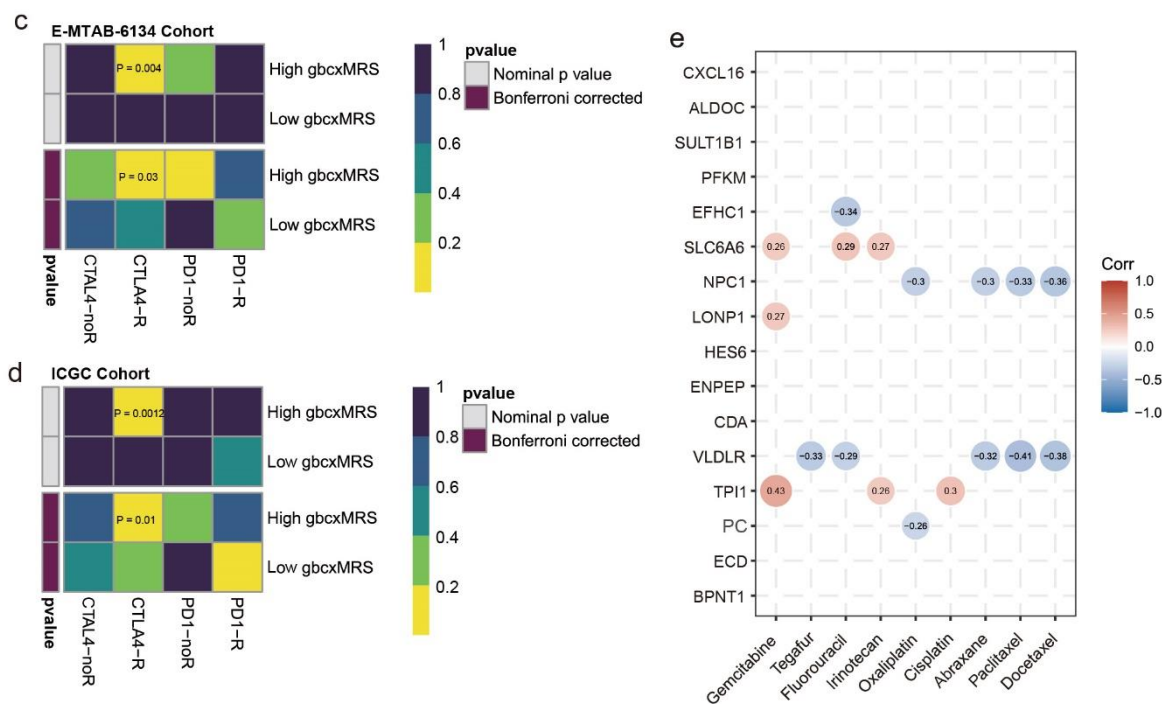 c
E-MTAB-6134 Cohort
P = 0.004
High gbcxMRS
Low gbcxMRS
P = 0.03
High gbcxMRS
Low gbcxMRS
pvalue
CTAL4-noR
CTLA4-R
PD1-noR
PD1-R
1
0.8
0.6
0.4
0.2
pvalue
Nominal p value
Bonferroni corrected
d
ICGC Cohort
P = 0.0012
High gbcxMRS
Low gbcxMRS
P = 0.01
High gbcxMRS
Low gbcxMRS
pvalue
CTAL4-noR
CTLA4-R
PD1-noR
PD1-R
1
0.8
0.6
0.4
0.2
pvalue
Nominal p value
Bonferroni corrected
e
CXCL16
ALDOC
SULT1B1
PFKM
EFHC1 −0.34
SLC6A6 0.26 0.29 0.27
NPC1 −0.3 −0.3 −0.33 −0.36
LONP1 0.27
HES6
ENPEP
CDA
VLDLR −0.33 −0.29 −0.32 −0.41 −0.38
TPI1 0.43 0.26 0.3
PC −0.26
ECD
BPNT1
Gemcitabine
Tegafur
Fluorouracil
Irinotecan
Oxaliplatin
Cisplatin
Abraxane
Paclitaxel
Docetaxel
Corr
1.0
0.5
0.0
−0.5
−1.0